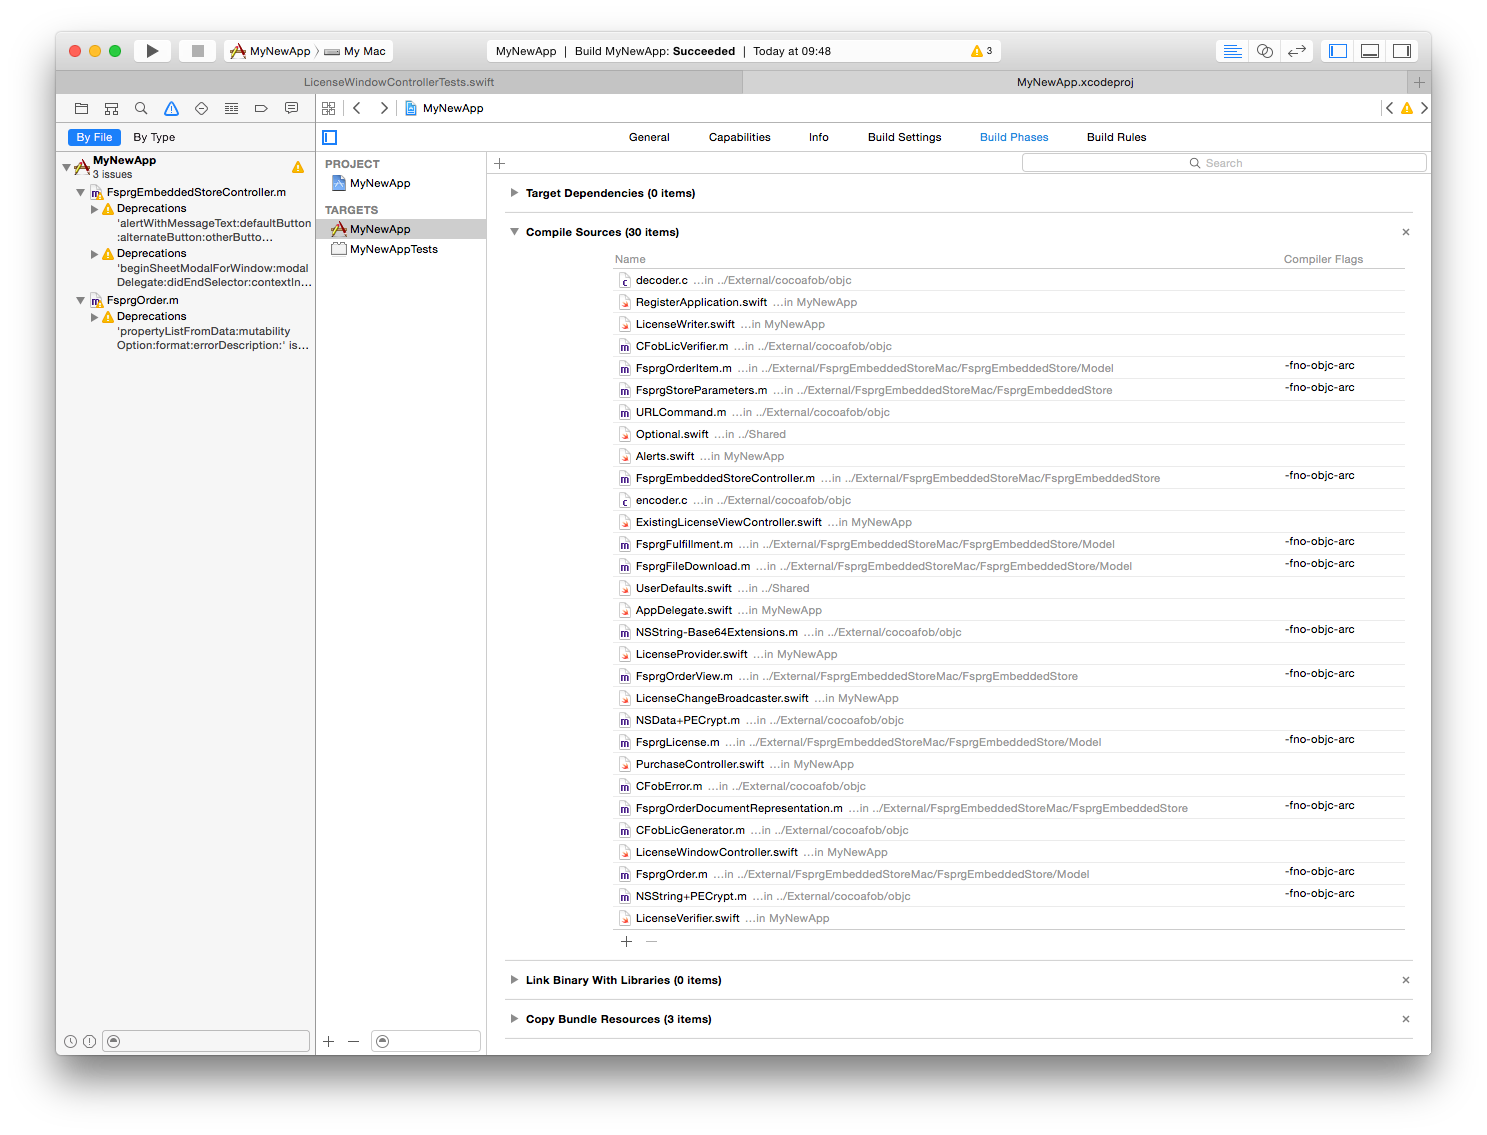 MyNewApp 〉 My Mac
MyNewApp | Build MyNewApp: Succeeded | Today at 09:48
3
LicenseWindowControllerTests.swift
MyNewApp.xcodeproj
MyNewApp
By File By Type
MyNewApp
3 issues
FsprgEmbeddedStoreController.m
Deprecations
'alertWithMessageText:defaultButton
:alternateButton:otherButto...
Deprecations
'beginSheetModalForWindow:modal
Delegate:didEndSelector:contextIn...
FsprgOrder.m
Deprecations
'propertyListFromData:mutability
Option:format:errorDescription:' is...
General Capabilities Info Build Settings Build Phases Build Rules
PROJECT
MyNewApp
TARGETS
MyNewApp
MyNewAppTests
Search
Target Dependencies (0 items)
Compile Sources (30 items)
Name Compiler Flags
decoder.c ...in ../External/cocoafob/objc
RegisterApplication.swift ...in MyNewApp
LicenseWriter.swift ...in MyNewApp
CFobLicVerifier.m ...in ../External/cocoafob/objc
FsprgOrderItem.m ...in ../External/FsprgEmbeddedStoreMac/FsprgEmbeddedStore/Model -fno-objc-arc
FsprgStoreParameters.m ...in ../External/FsprgEmbeddedStoreMac/FsprgEmbeddedStore -fno-objc-arc
URLCommand.m ...in ../External/cocoafob/objc
Optional.swift ...in ../Shared
Alerts.swift ...in MyNewApp
FsprgEmbeddedStoreController.m ...in ../External/FsprgEmbeddedStoreMac/FsprgEmbeddedStore -fno-objc-arc
encoder.c ...in ../External/cocoafob/objc
ExistingLicenseViewController.swift ...in MyNewApp
FsprgFulfillment.m ...in ../External/FsprgEmbeddedStoreMac/FsprgEmbeddedStore/Model -fno-objc-arc
FsprgFileDownload.m ...in ../External/FsprgEmbeddedStoreMac/FsprgEmbeddedStore/Model -fno-objc-arc
UserDefaults.swift ...in ../Shared
AppDelegate.swift ...in MyNewApp
NSString-Base64Extensions.m ...in ../External/cocoafob/objc -fno-objc-arc
LicenseProvider.swift ...in MyNewApp
FsprgOrderView.m ...in ../External/FsprgEmbeddedStoreMac/FsprgEmbeddedStore -fno-objc-arc
LicenseChangeBroadcaster.swift ...in MyNewApp
NSData+PECrypt.m ...in ../External/cocoafob/objc
FsprgLicense.m ...in ../External/FsprgEmbeddedStoreMac/FsprgEmbeddedStore/Model -fno-objc-arc
PurchaseController.swift ...in MyNewApp
CFobError.m ...in ../External/cocoafob/objc
FsprgOrderDocumentRepresentation.m ...in ../External/FsprgEmbeddedStoreMac/FsprgEmbeddedStore -fno-objc-arc
CFobLicGenerator.m ...in ../External/cocoafob/objc
LicenseWindowController.swift ...in MyNewApp
FsprgOrder.m ...in ../External/FsprgEmbeddedStoreMac/FsprgEmbeddedStore/Model -fno-objc-arc
NSString+PECrypt.m ...in ../External/cocoafob/objc -fno-objc-arc
LicenseVerifier.swift ...in MyNewApp
Link Binary With Libraries (0 items)
Copy Bundle Resources (3 items)